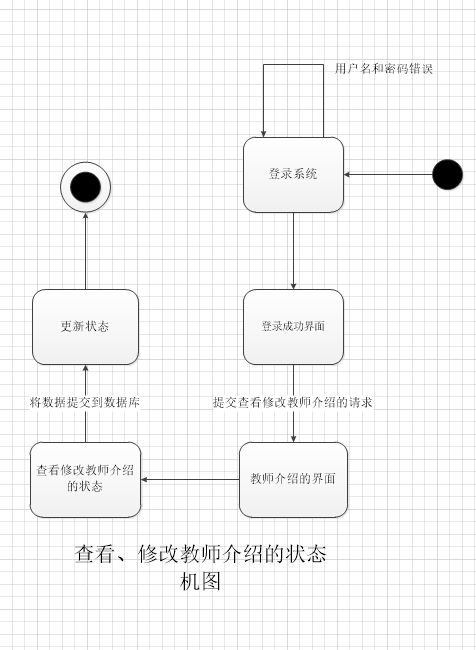 用户名和密码错误
登录系统
更新状态
登录成功界面
将数据提交到数据库
提交查看修改教师介绍的请求
查看修改教师介绍
的状态
教师介绍的界面
查看、修改教师介绍的状态
机图